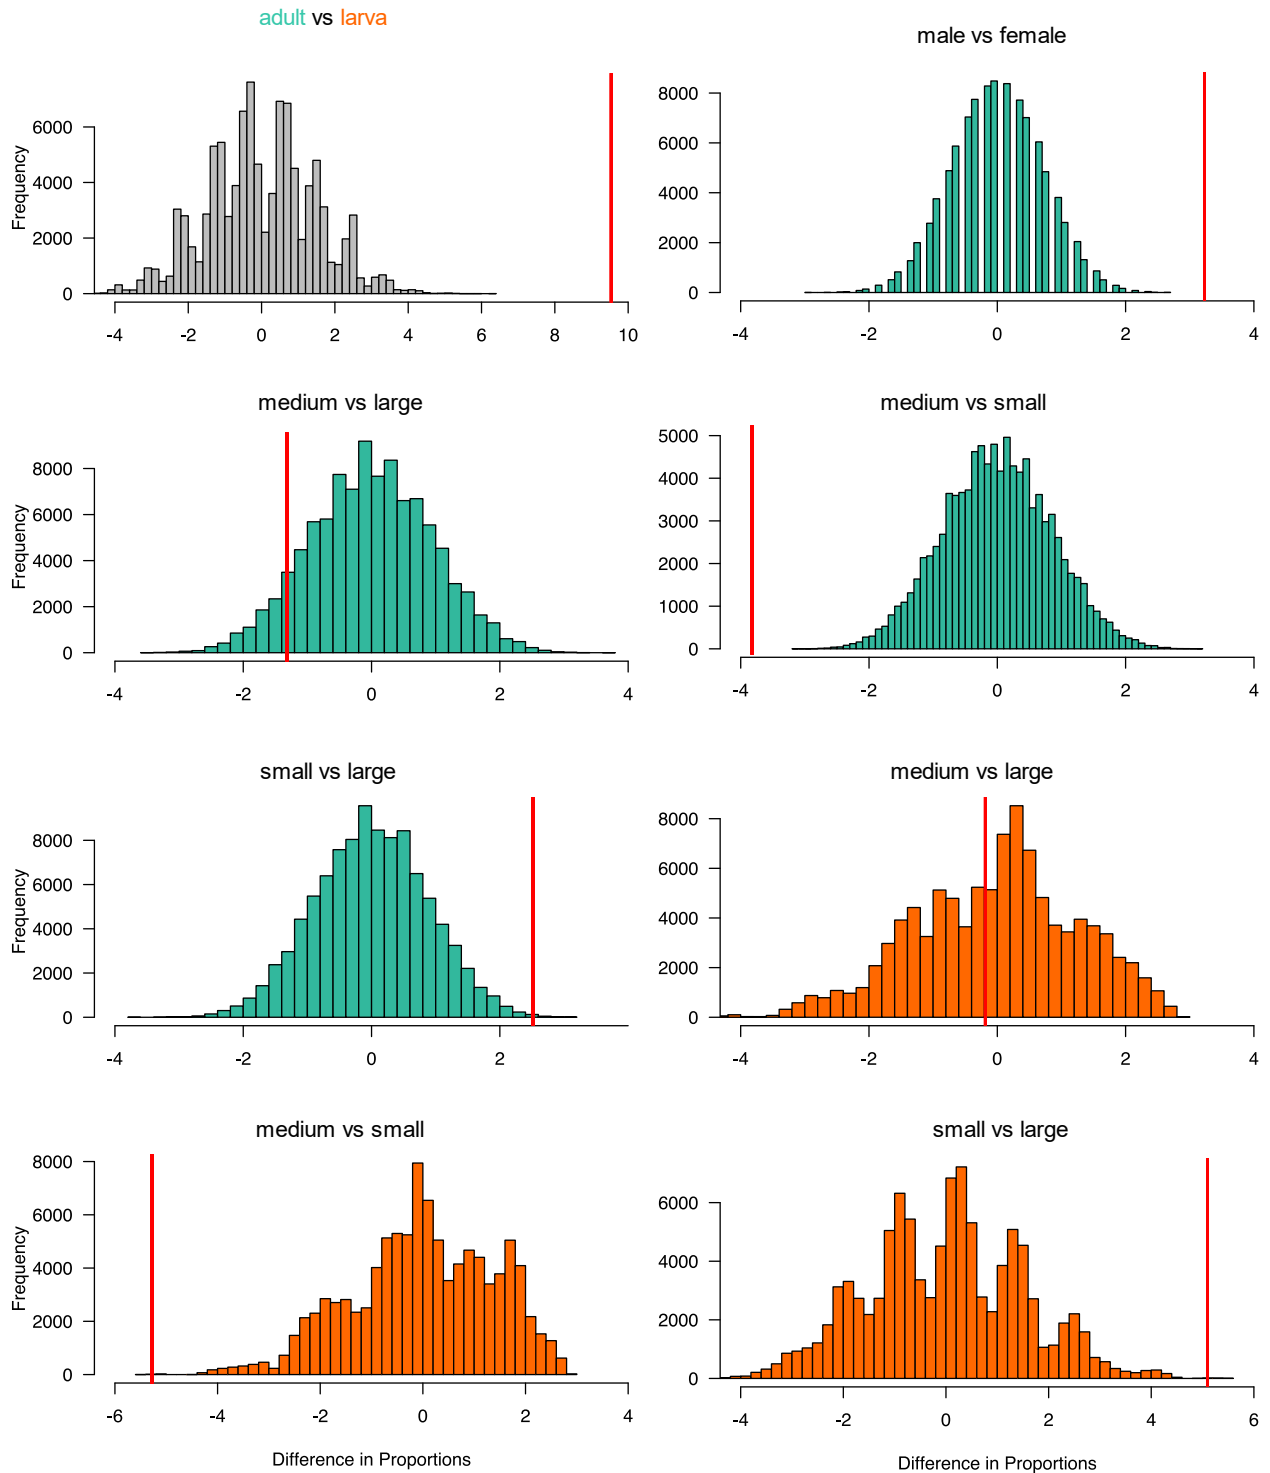 adult vs larva
male vs female
Frequency
6000
4000
2000
0
-4 -2 0 2 4 6 8 10
8000
6000
4000
2000
0
-4 -2 0 2 4
medium vs large
medium vs small
Frequency
8000
6000
4000
2000
0
-4 -2 0 2 4
5000
4000
3000
2000
1000
0
-4 -2 0 2 4
small vs large
medium vs large
Frequency
8000
6000
4000
2000
0
-4 -2 0 2
8000
6000
4000
2000
0
-4 -2 0 2 4
medium vs small
small vs large
Frequency
8000
6000
4000
2000
0
-6 -4 -2 0 2 4
Difference in Proportions
6000
4000
2000
0
-4 -2 0 2 4 6
Difference in Proportions